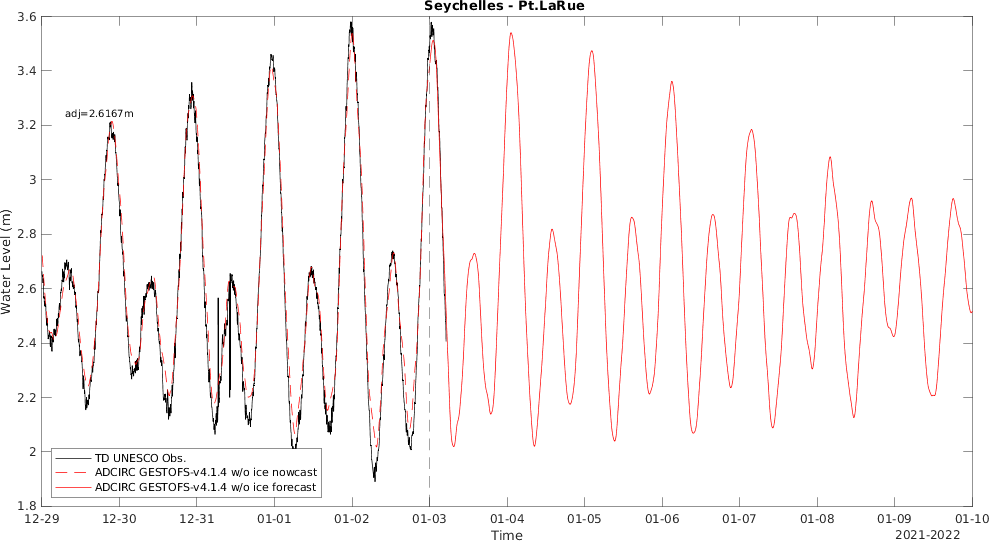 Seychelles - Pt.LaRue
3.6
3.4
3.2
3
2.8
2.6
2.4
2.2
2
1.8
Water Level (m)
adj=2.6167m
TD UNESCO Obs.
ADCIRC GESTOFS-v4.1.4 w/o ice nowcast
ADCIRC GESTOFS-v4.1.4 w/o ice forecast
12-29 12-30 12-31 01-01 01-02 01-03 01-04 01-05 01-06 01-07 01-08 01-09 01-10
Time
2021-2022